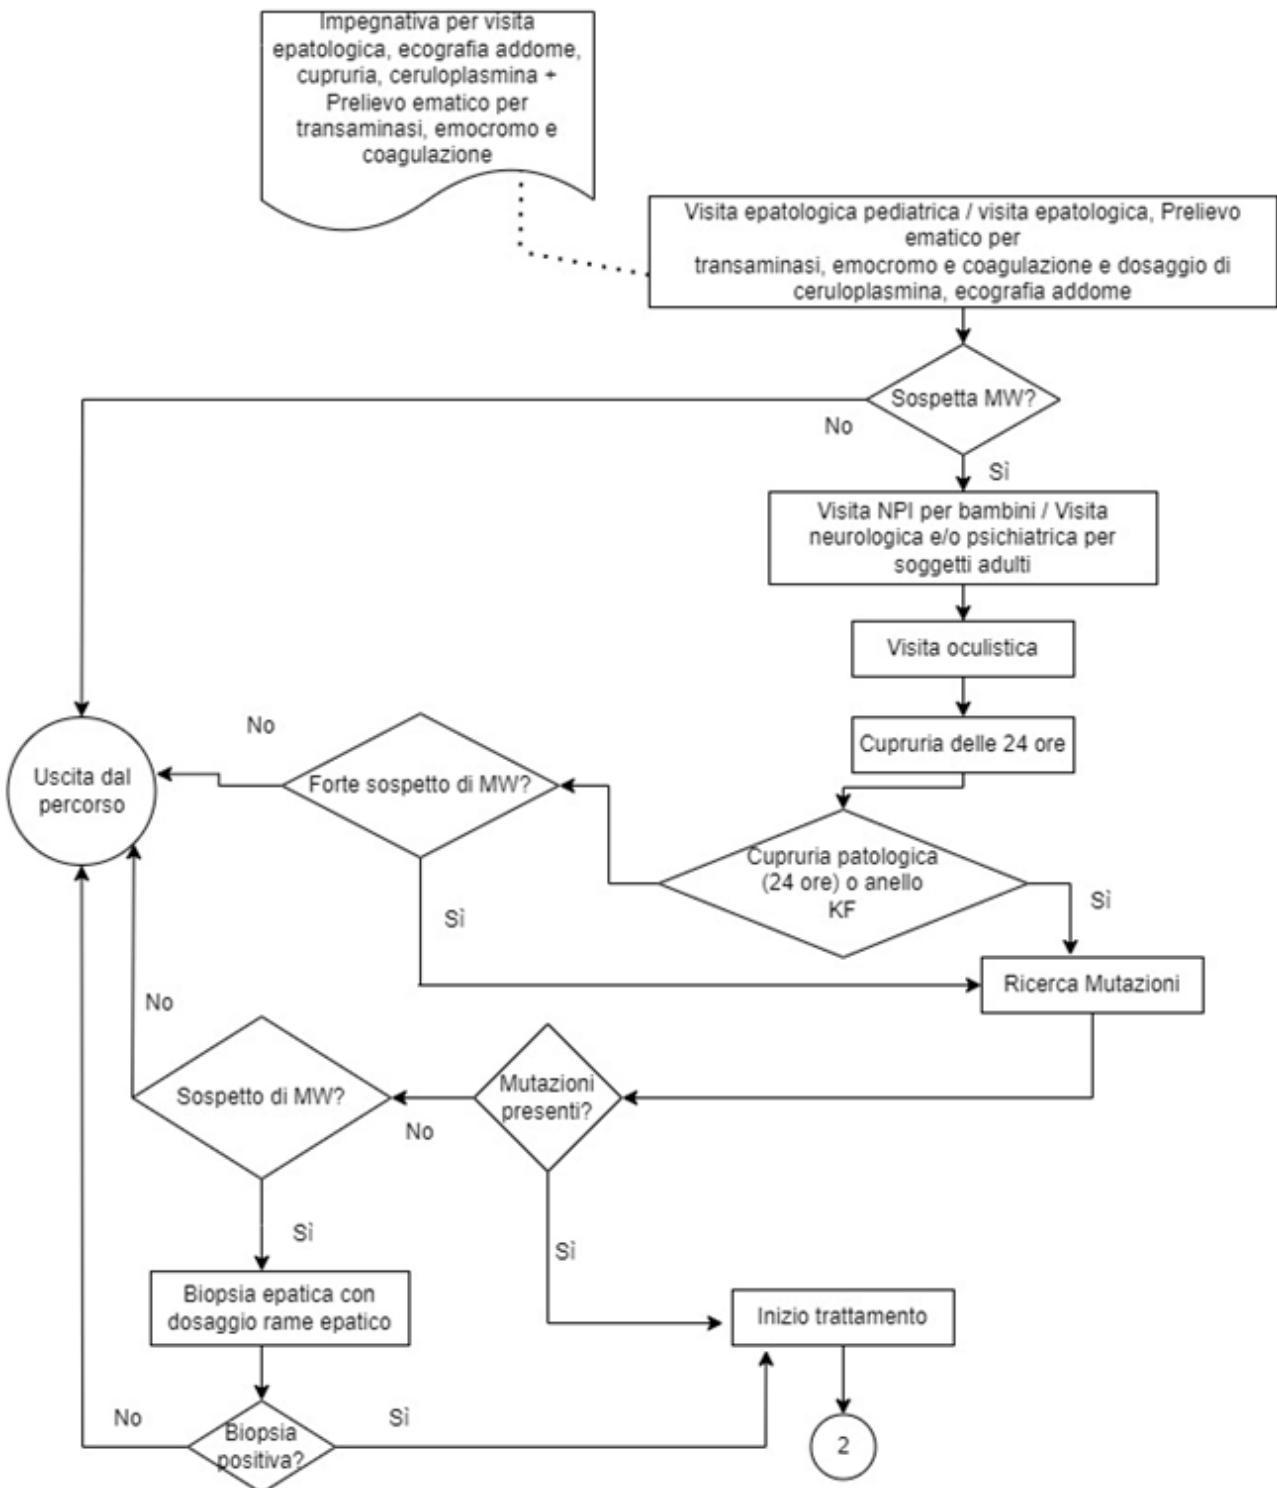 Impegnativa per visita
epatologica, ecografia addome,
cupruria, ceruloplasmina +
Prelievo ematico per
transaminasi, emocromo e
coagulazione
Visita epatologica pediatrica / visita epatologica, Prelievo
ematico per
transaminasi, emocromo e coagulazione e dosaggio di
ceruloplasmina, ecografia addome
Sospetta MW?
No
Sì
Visita NPI per bambini / Visita
neurologica e/o psichiatrica per
soggetti adulti
Visita oculistica
Cupruria delle 24 ore
No
Uscita dal
percorso
Forte sospetto di MW?
Cupruria patologica
(24 ore) o anello
KF
Sì
Sì
Ricerca Mutazioni
No
Sospetto di MW?
Mutazioni
presenti?
No
Sì
Sì
Biopsia epatica con
dosaggio rame epatico
Inizio trattamento
No
Sì
Biopsia
positiva?
2